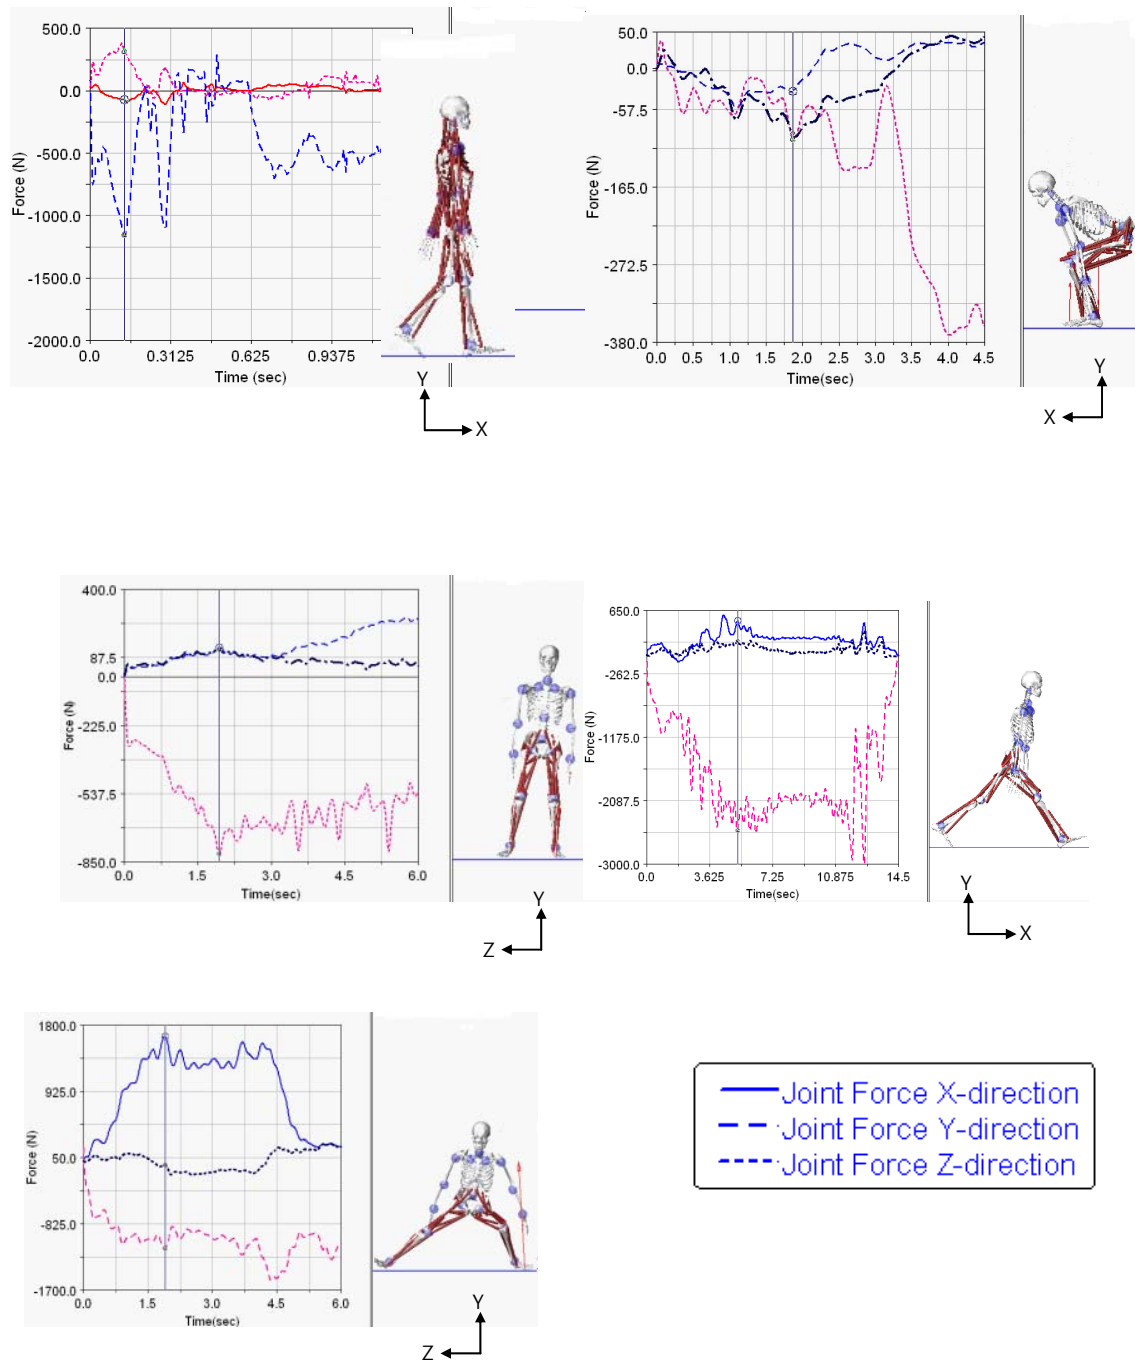 500.0
0.0
-500.0
-1000.0
-1500.0
-2000.0
Force (N)
0.0 0.3125 0.625 0.9375
Time (sec)
Y
X
50.0
0.0
-57.5
-165.0
-272.5
-380.0
Force (N)
0.0 0.5 1.0 1.5 2.0 2.5 3.0 3.5 4.0 4.5
Time(sec)
Y
X
400.0
87.5
0.0
-225.0
-537.5
-850.0
Force (N)
0.0 1.5 3.0 4.5 6.0
Time(sec)
Y
Z
650.0
-262.5
-1175.0
-2087.5
-3000.0
Force (N)
0.0 3.625 7.25 10.875 14.5
Time(sec)
Y
X
1800.0
925.0
50.0
-825.0
-1700.0
Force (N)
0.0 1.5 3.0 4.5 6.0
Time(sec)
Y
Z
Joint Force X-direction
Joint Force Y-direction
Joint Force Z-direction